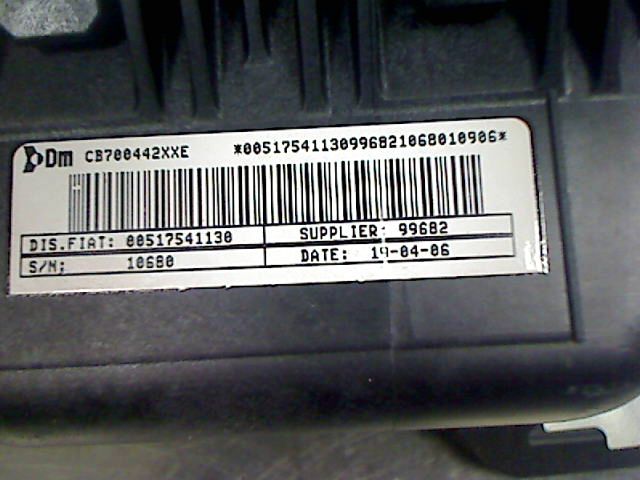 Dm CB700442XXE *00517541130996821068010906*
DIS.FIAT: 00517541130 SUPPLIER: 99682
S/N: 10680 DATE: 19-04-06